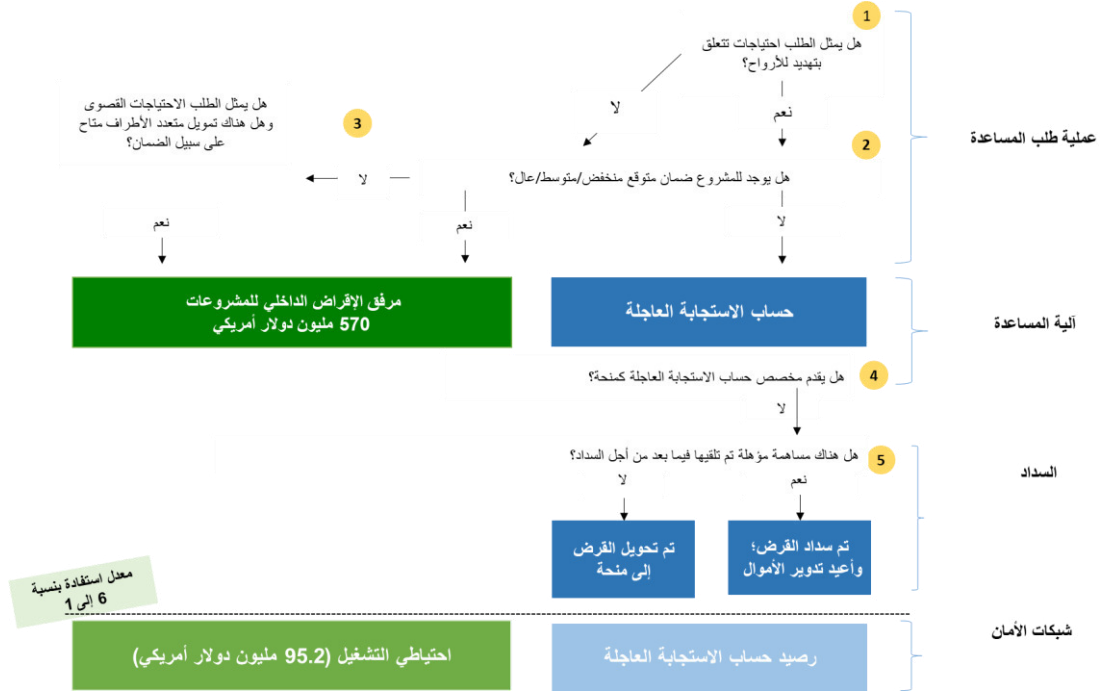 1
هل يمثل الطلب احتياجات تتعلق
بتهديد للأرواح؟
لا
نعم
عملية طلب المساعدة
2
هل يوجد للمشروع ضمان متوقع منخفض/متوسط/عال؟
لا
لا
نعم
3
هل يمثل الطلب الاحتياجات القصوى
وهل هناك تمويل متعدد الأطراف متاح
على سبيل الضمان؟
نعم
آلية المساعدة
حساب الاستجابة العاجلة
مرفق الإقراض الداخلي للمشروعات
570 مليون دولار أمريكي
4
هل يقدم مخصص حساب الاستجابة العاجلة كمنحة؟
لا
السداد
5
هل هناك مساهمة مؤهلة تم تلقيها فيما بعد من أجل السداد؟
نعم
لا
تم سداد القرض؛
وأعيد تدوير الأموال
تم تحويل القرض
إلى منحة
معدل استفادة بنسبة
6 إلى 1
شبكات الأمان
رصيد حساب الاستجابة العاجلة
احتياطي التشغيل (95.2 مليون دولار أمريكي)